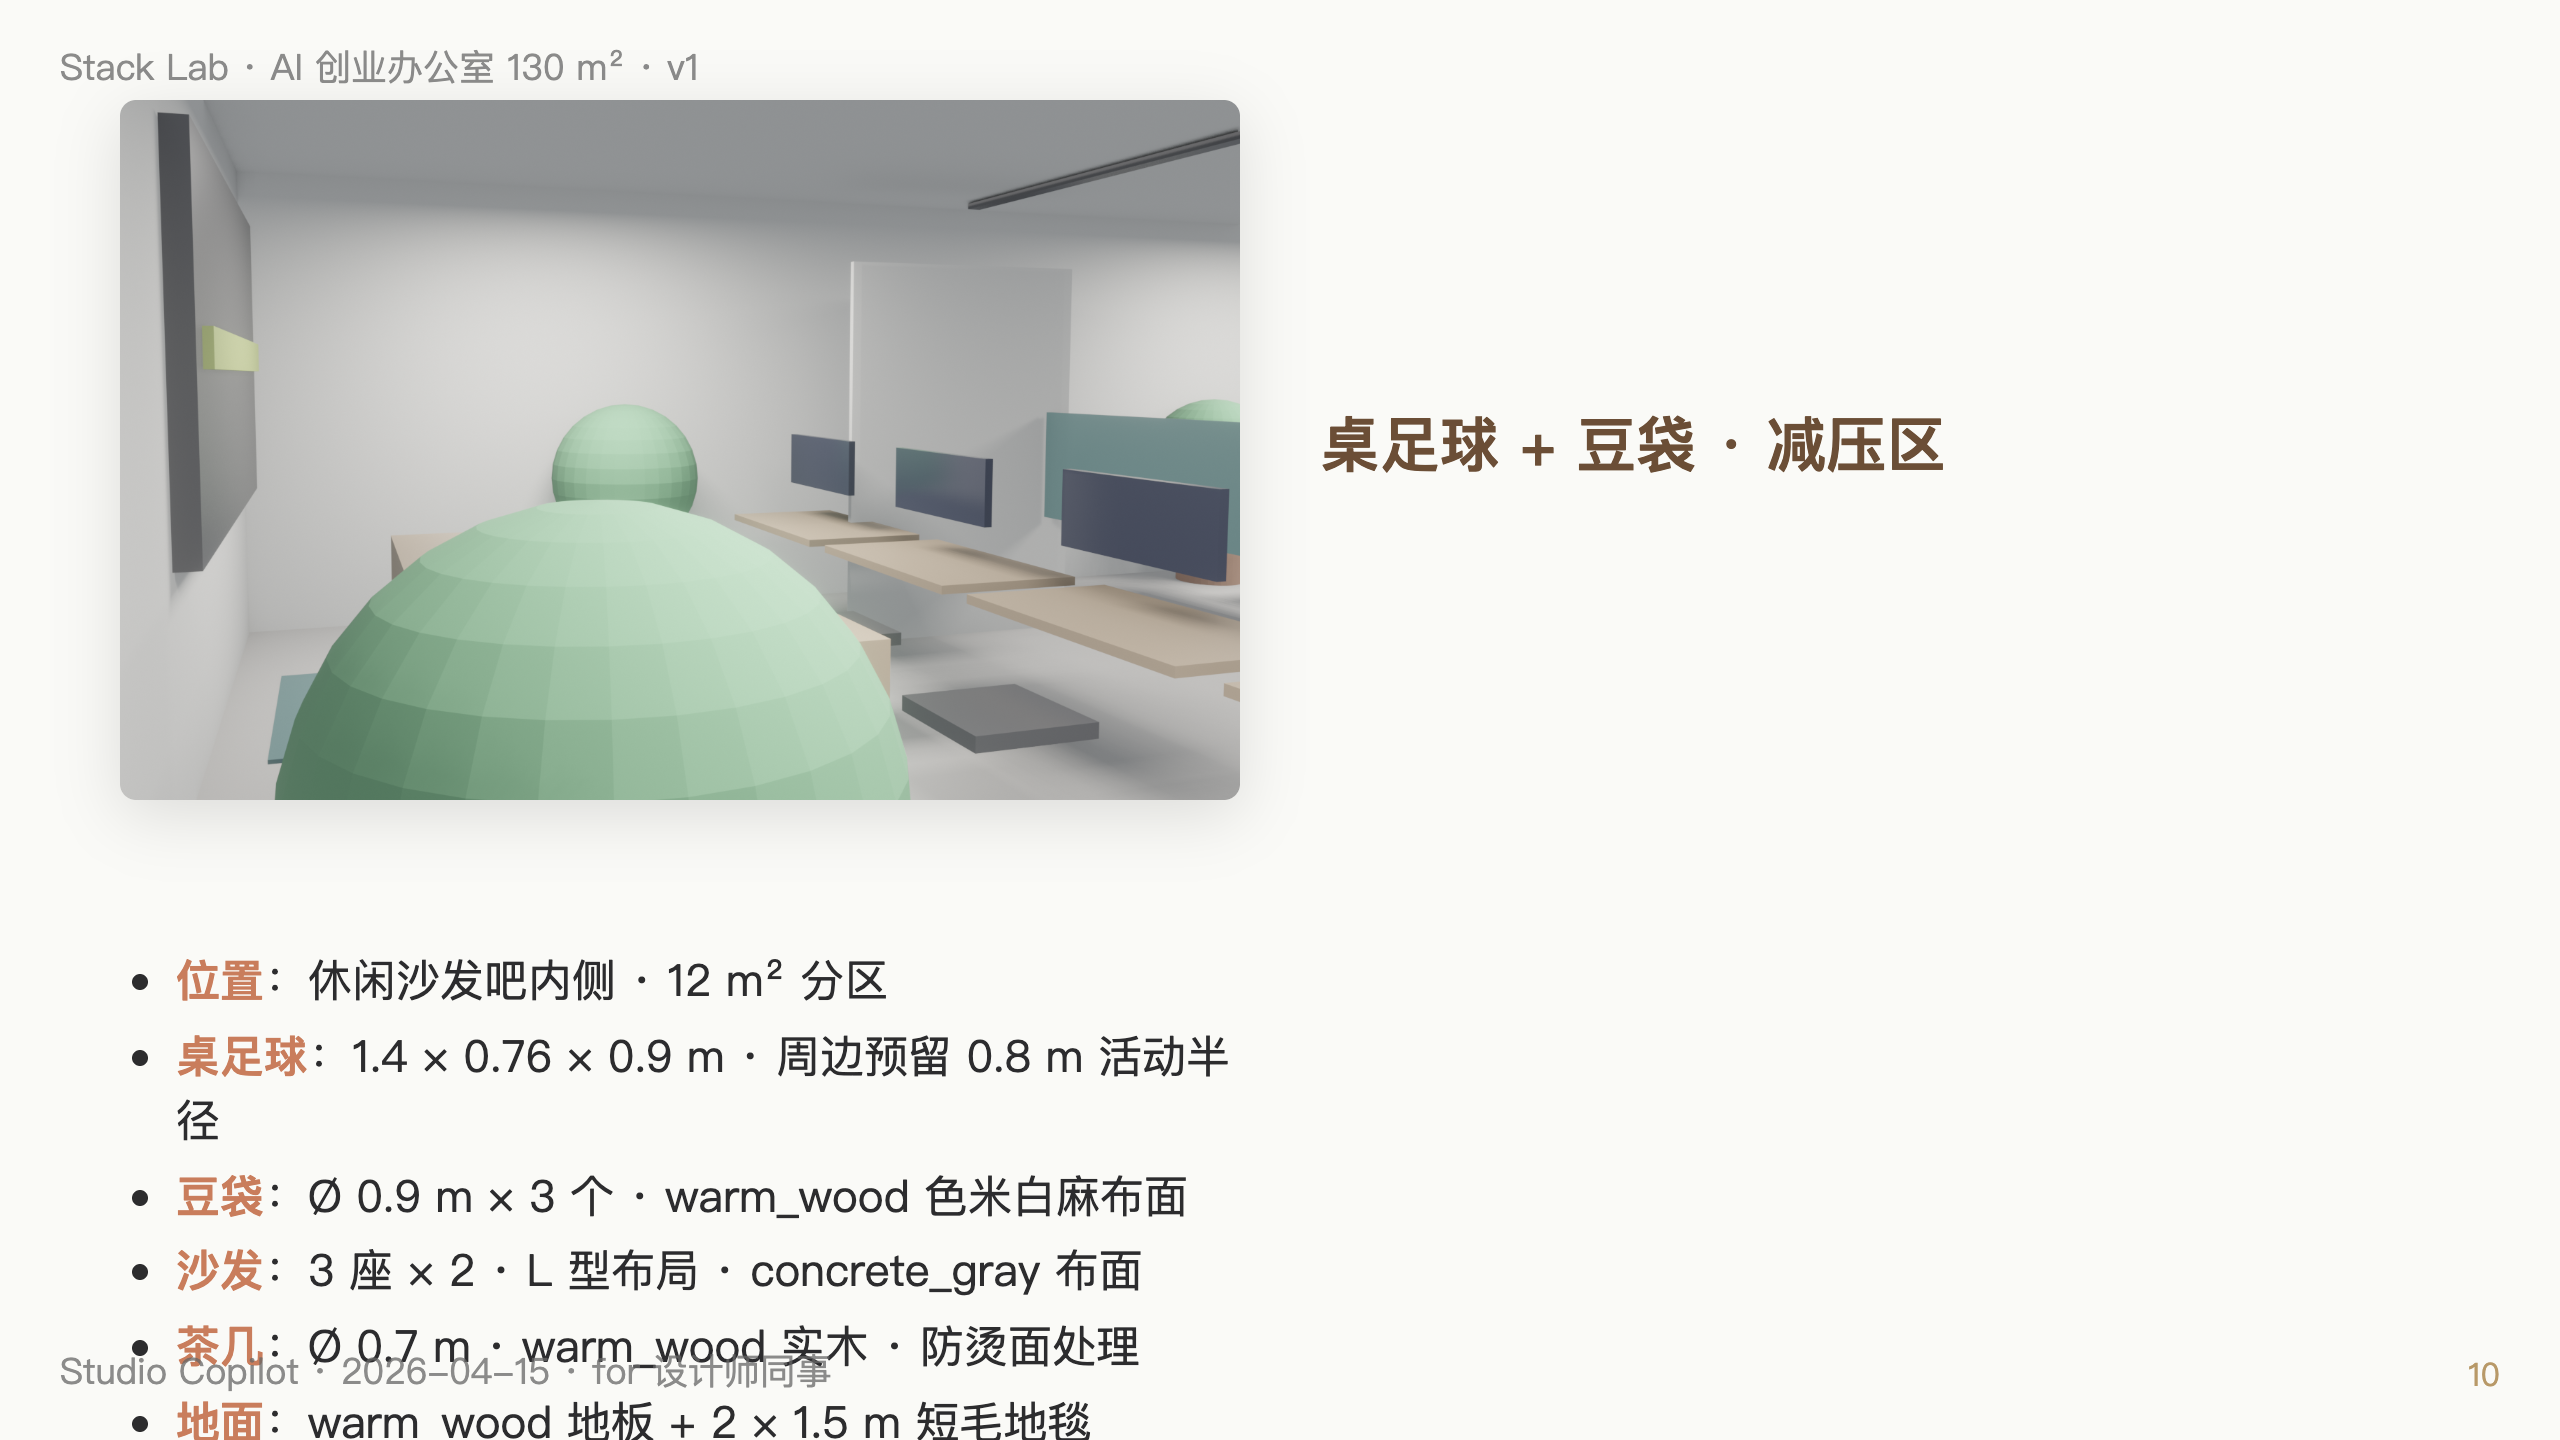 Stack Lab · AI 创业办公室 130 m² · v1
桌足球 + 豆袋 · 减压区
• 位置：休闲沙发吧内侧 · 12 m² 分区
• 桌足球：1.4 × 0.76 × 0.9 m · 周边预留 0.8 m 活动半
径
• 豆袋：Ø 0.9 m × 3 个 · warm_wood 色米白麻布面
• 沙发：3 座 × 2 · L 型布局 · concrete_gray 布面
• 茶几：Ø 0.7 m · warm_wood 实木 · 防烫面处理
Studio Copilot · 2026-04-15 · for 设计师同事
10
• 地面：warm_wood 地板 + 2 × 1.5 m 短毛地毯